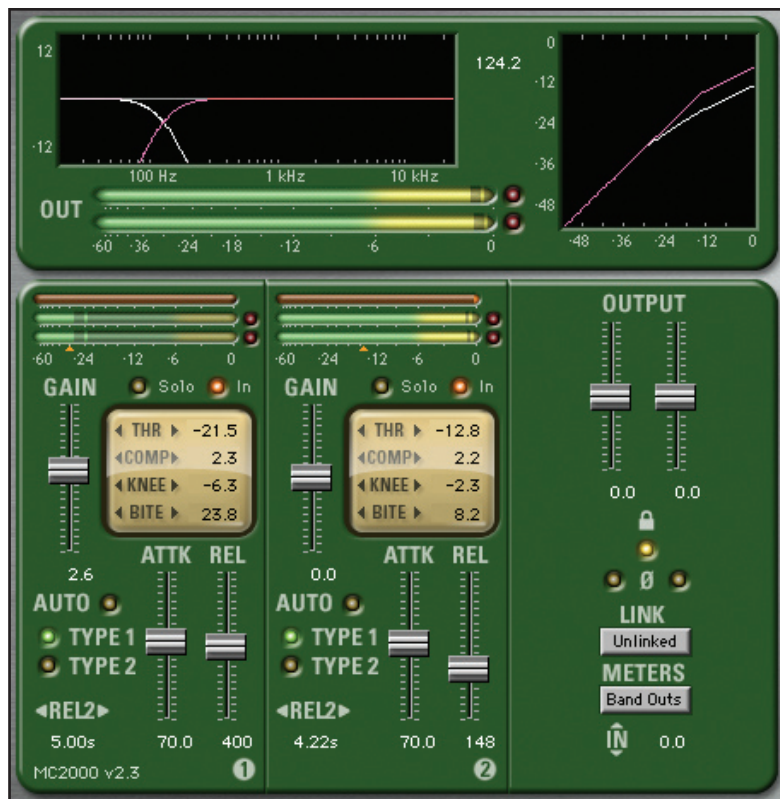 12
-12
100 Hz 1 kHz 10 kHz
124.2
0
-12
-24
-36
-48
-48 -36 -24 -12 0
OUT
-60 -36 -24 -18 -12 -6 0
-60 -24 -12 -6 0
GAIN
Solo In
THR -21.5
COMP 2.3
KNEE -6.3
BITE 23.8
2.6
ATTK REL
AUTO
TYPE 1
TYPE 2
REL2
5.00s 70.0 400
MC2000 v2.3 1
-60 -24 -12 -6 0
GAIN
Solo In
THR -12.8
COMP 2.2
KNEE -2.3
BITE 8.2
0.0
ATTK REL
AUTO
TYPE 1
TYPE 2
REL2
4.22s 70.0 148
2
OUTPUT
0.0 0.0
Ø
LINK
Unlinked
METERS
Band Outs
IN 0.0